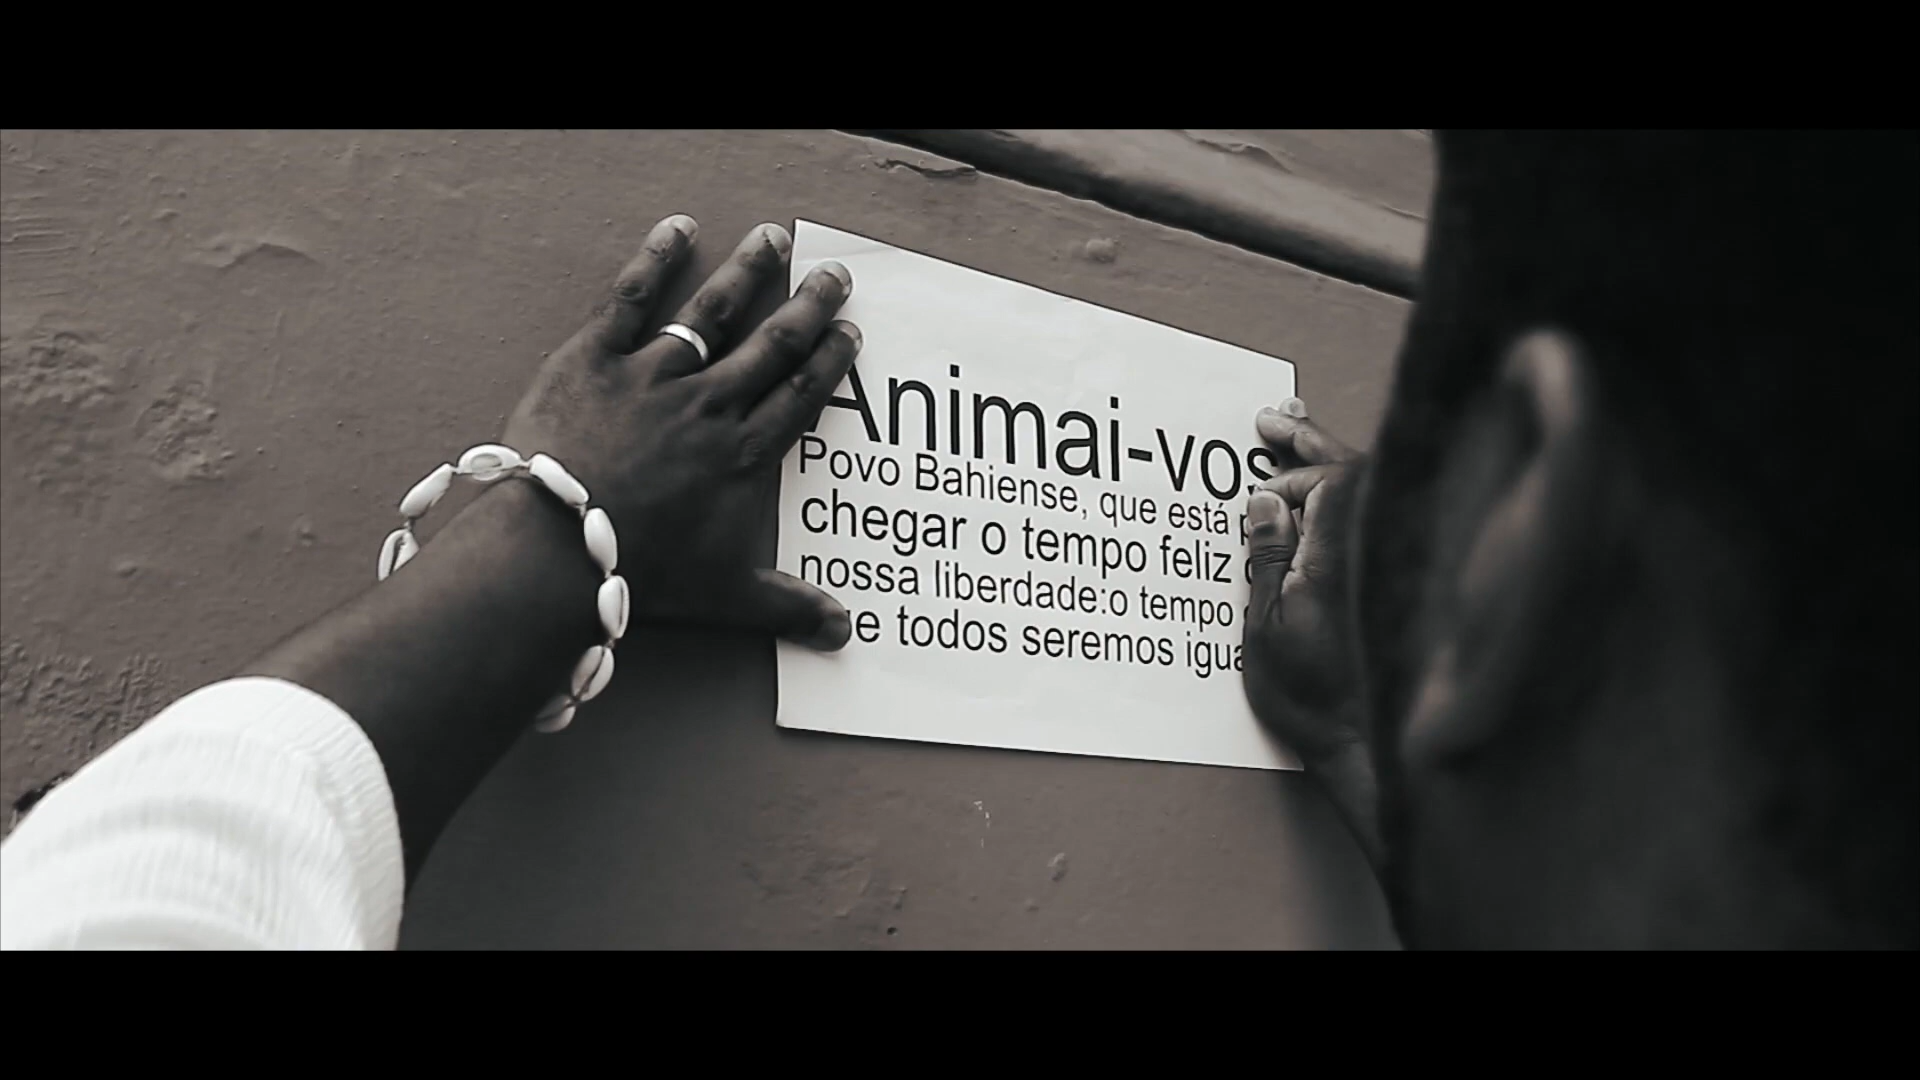 Animai-vos
Povo Bahiense, que está
chegar o tempo feliz
nossa liberdade:o tempo
todos seremos